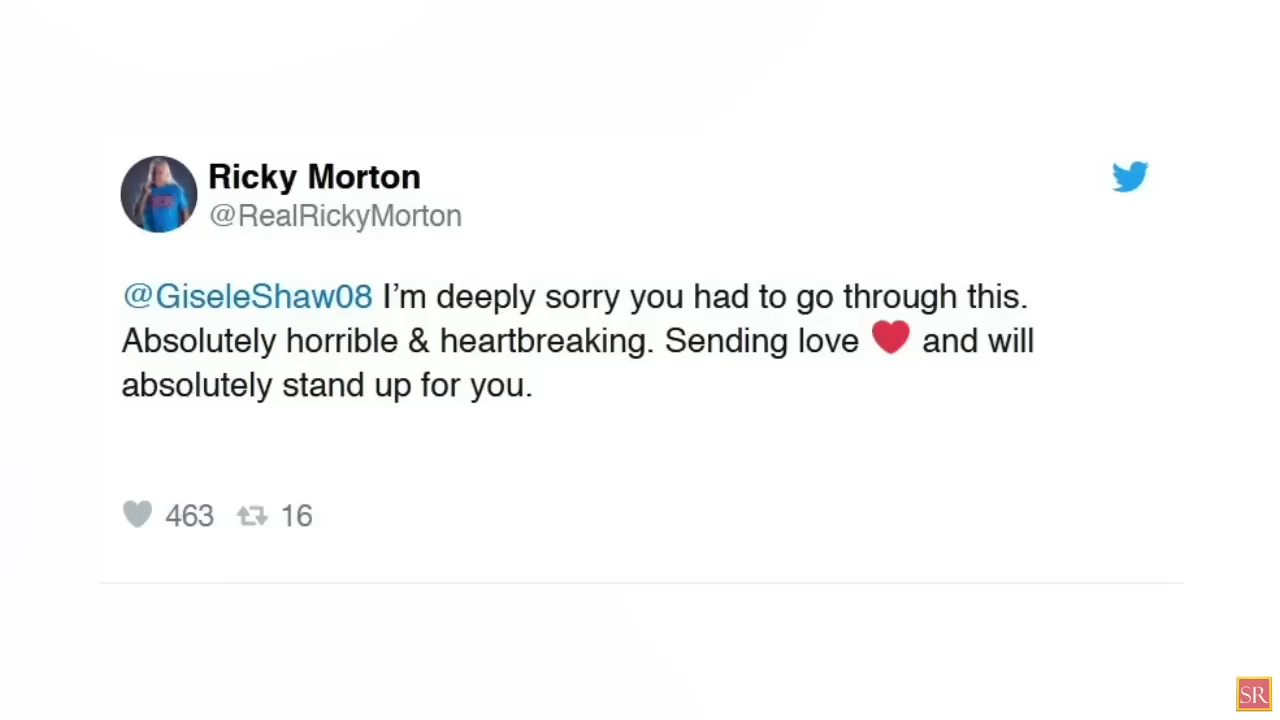 Ricky Morton
@RealRickyMorton
@GiseleShaw08 I’m deeply sorry you had to go through this.
Absolutely horrible & heartbreaking. Sending love ❤️ and will
absolutely stand up for you.
463 16
SR